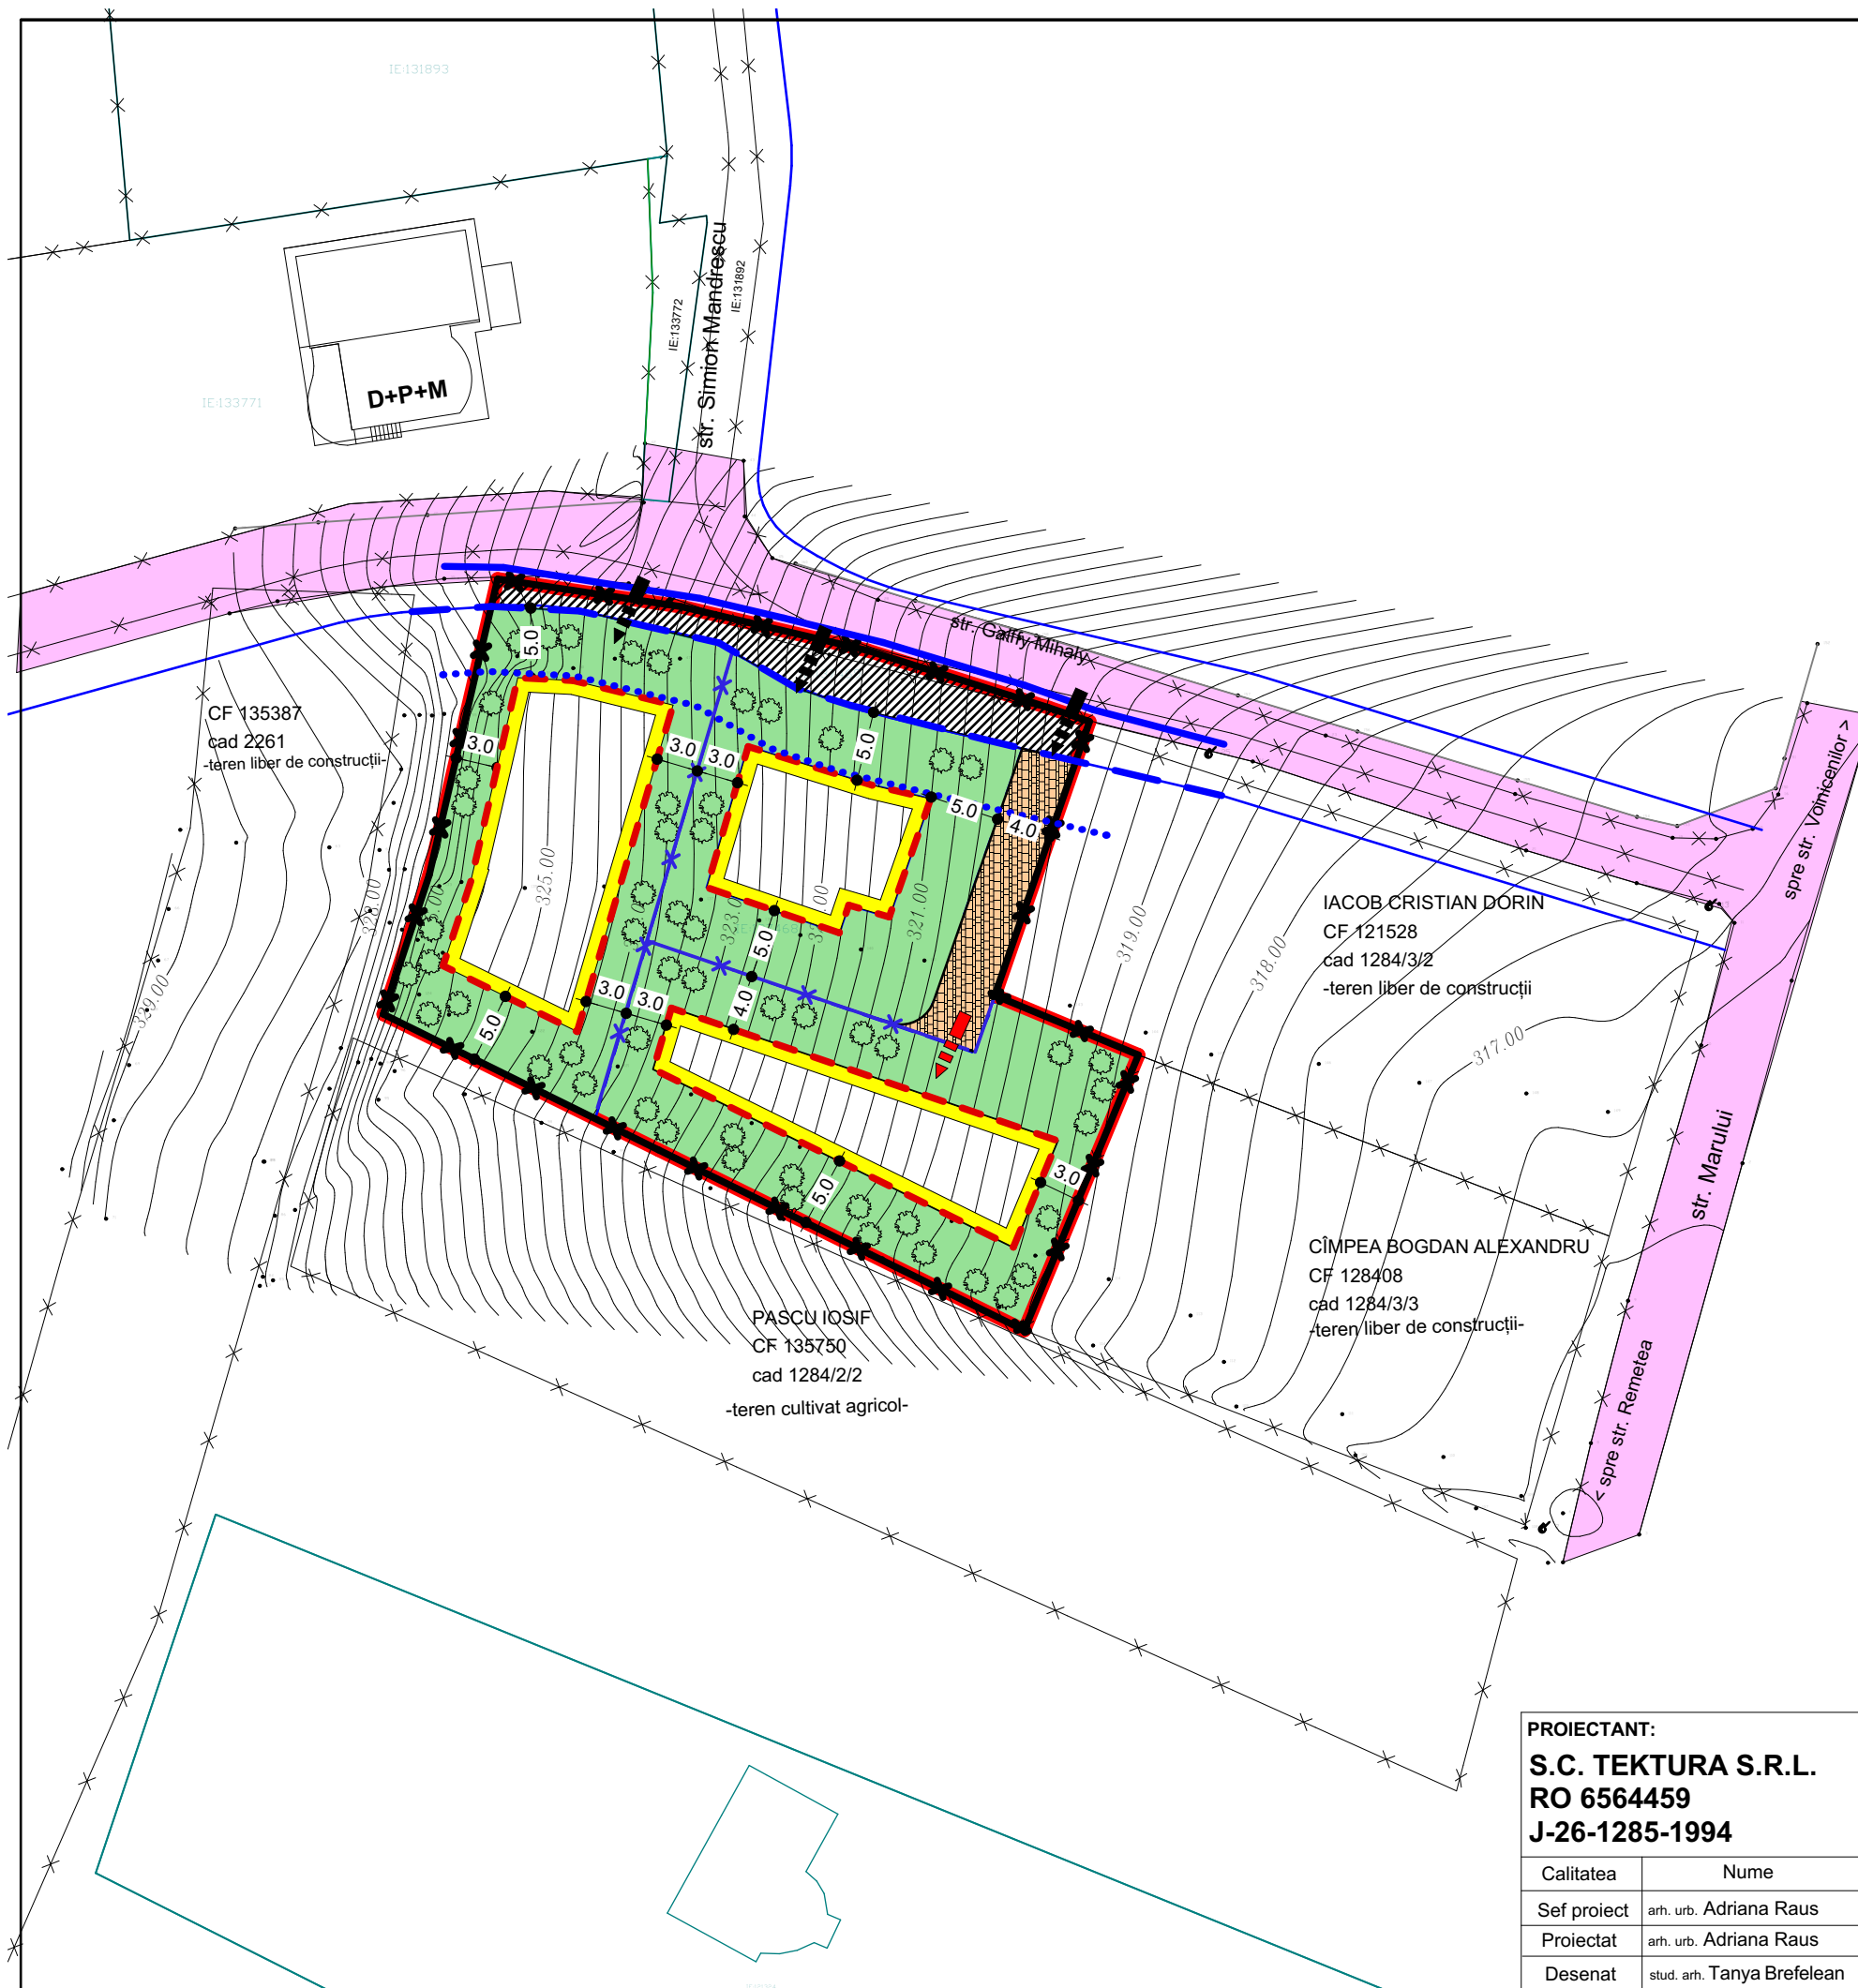 IE:131893
str. Simion Mandrescu
IE:133772
IE:131892
D+P+M
IE:133771
str. Galffy Mihaly
CF 135387
cad 2261
-teren liber de construcții-
5.0
3.0
3.0
3.0
5.0
5.0
4.0
325.00
328.00
329.00
321.00
319.00
318.00
317.00
5.0
4.0
3.0
3.0
5.0
5.0
3.0
spre str. Voinicenilor >
IACOB CRISTIAN DORIN
CF 121528
cad 1284/3/2
-teren liber de construcții
str. Marului
CÎMPEA BOGDAN ALEXANDRU
CF 128408
cad 1284/3/3
-teren liber de construcții-
< spre str. Remetea
PASCU IOSIF
CF 135750
cad 1284/2/2
-teren cultivat agricol-
PROIECTANT:
S.C. TEKTURA S.R.L.
RO 6564459
J-26-1285-1994
Calitatea Nume
Sef proiect arh. urb. Adriana Raus
Proiectat arh. urb. Adriana Raus
Desenat stud. arh. Tanya Brefelean